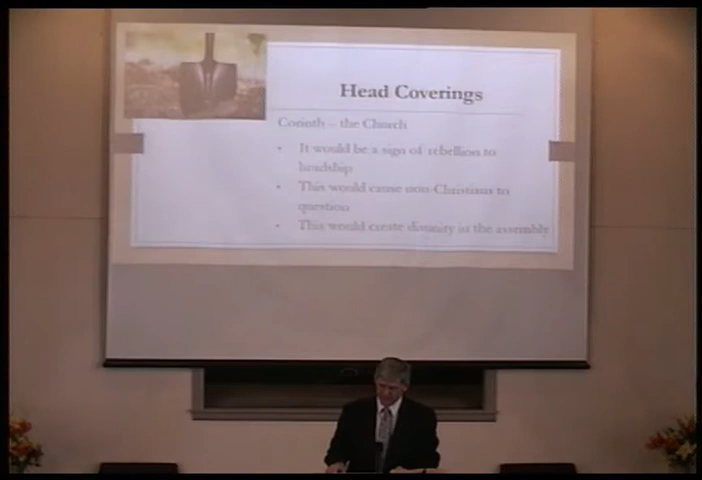 Head Coverings
Corinth – the Church
• It would be a sign of rebellion to
headship
• This would cause non-Christians to
question
• This would create disunity in the assembly